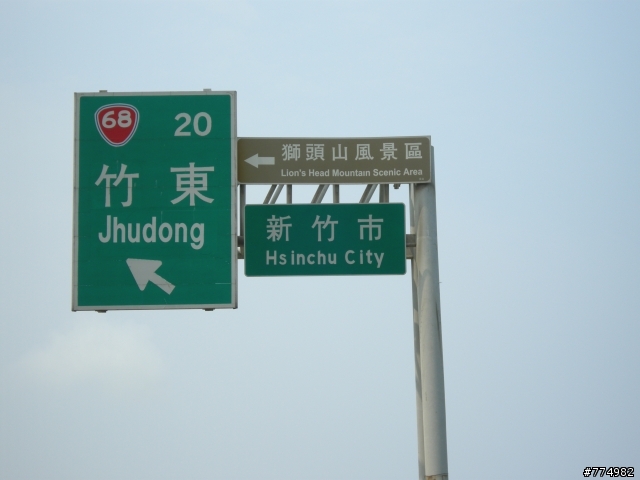 68 20
竹東
Jhudong
獅頭山風景區
Lion's Head Mountain Scenic Area
新竹市
Hsinchu City
#774982